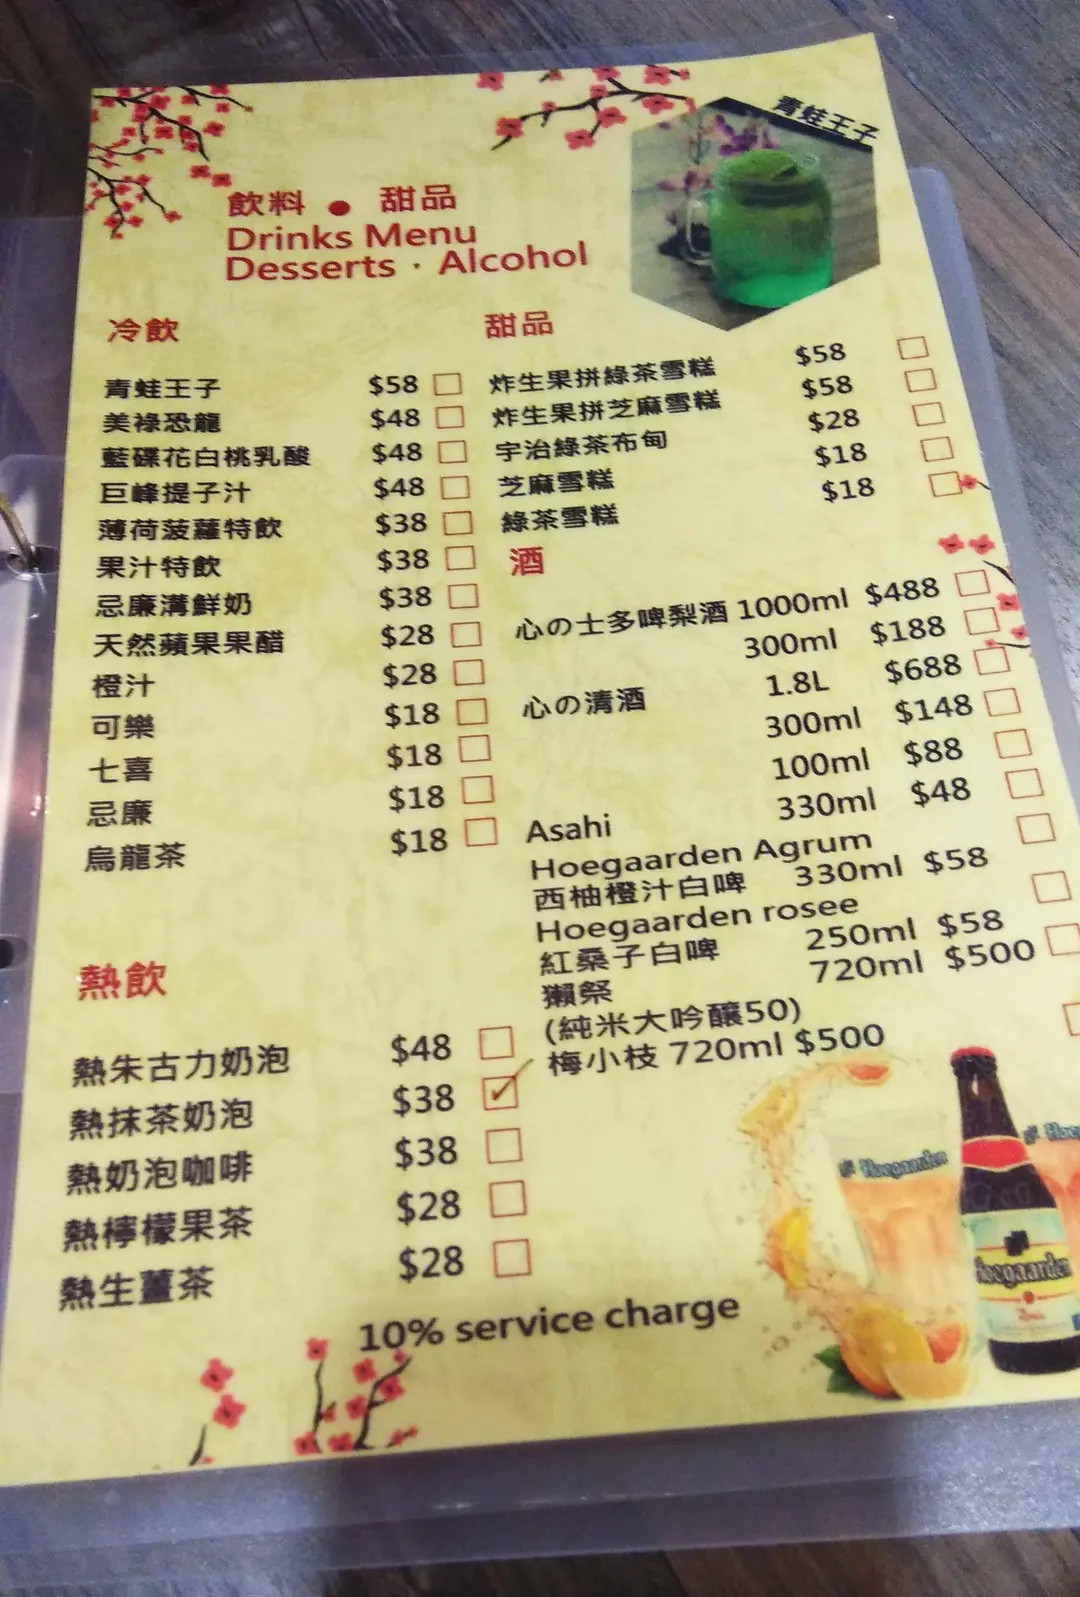 青蛙王子
飲料 ● 甜品
Drinks Menu
Desserts · Alcohol
冷飲
青蛙王子 $58
美祿恐龍 $48
藍碟花白桃乳酸 $48
巨峰提子汁 $48
薄荷菠蘿特飲 $38
果汁特飲 $38
忌廉溝鮮奶 $38
天然蘋果果醋 $28
橙汁 $28
可樂 $18
七喜 $18
忌廉 $18
烏龍茶 $18
熱飲
熱朱古力奶泡 $48
熱抹茶奶泡 $38
熱奶泡咖啡 $38
熱檸檬果茶 $28
熱生薑茶 $28
甜品
炸生果拼綠茶雪糕 $58
炸生果拼芝麻雪糕 $58
宇治綠茶布甸 $28
芝麻雪糕 $18
綠茶雪糕 $18
酒
心の士多啤梨酒 1000ml $488
300ml $188
心の清酒 1.8L $688
300ml $148
100ml $88
Asahi 330ml $48
Hoegaarden Agrum
西柚橙汁白啤 330ml $58
Hoegaarden rosee
紅桑子白啤 250ml $58
獺祭 720ml $500
(純米大吟釀50)
梅小枝 720ml $500
10% service charge
Hoegaarden
Hoegaarden